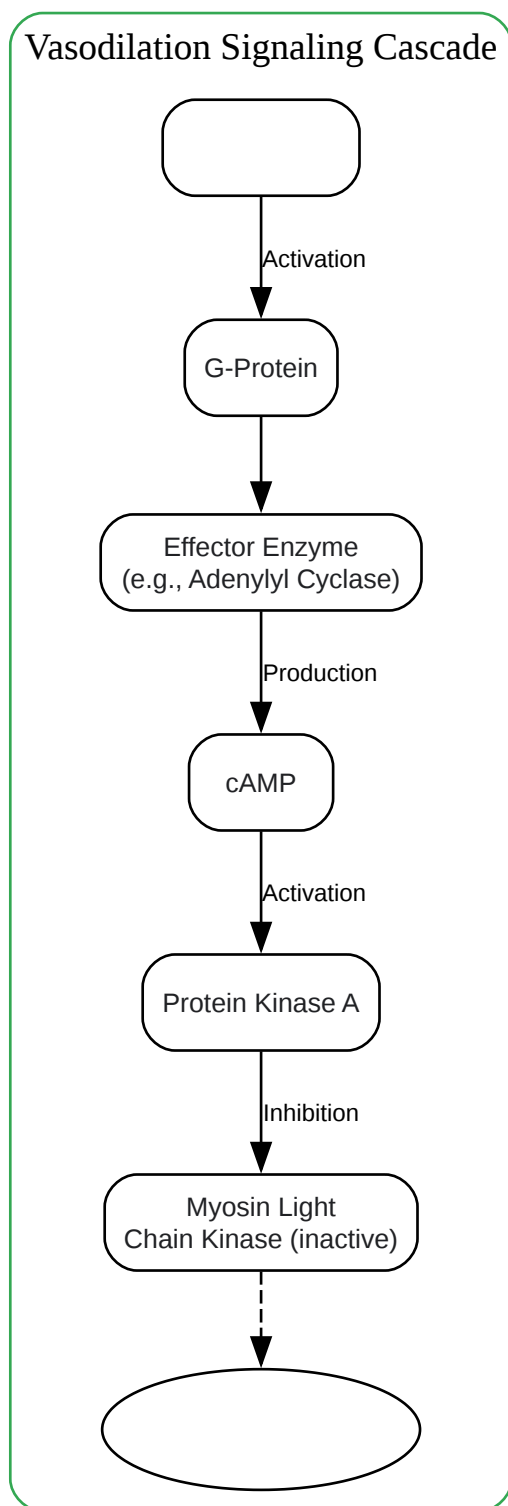 Vasodilation Signaling Cascade
Activation
G-Protein
Effector Enzyme
(e.g., Adenylyl Cyclase)
Production
cAMP
Activation
Protein Kinase A
Inhibition
Myosin Light
Chain Kinase (inactive)